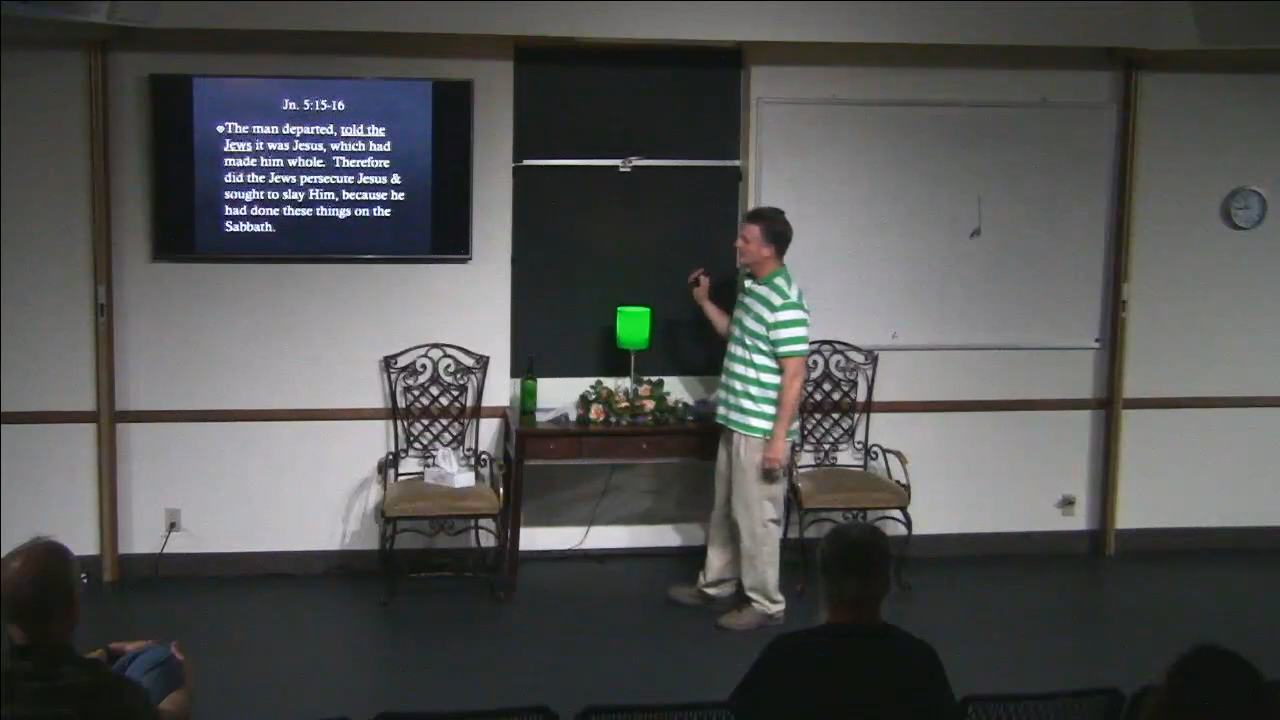 Jn. 5:15-16
The man departed, told the
Jews it was Jesus, which had
made him whole. Therefore
did the Jews persecute Jesus &
sought to slay Him, because he
had done these things on the
Sabbath.